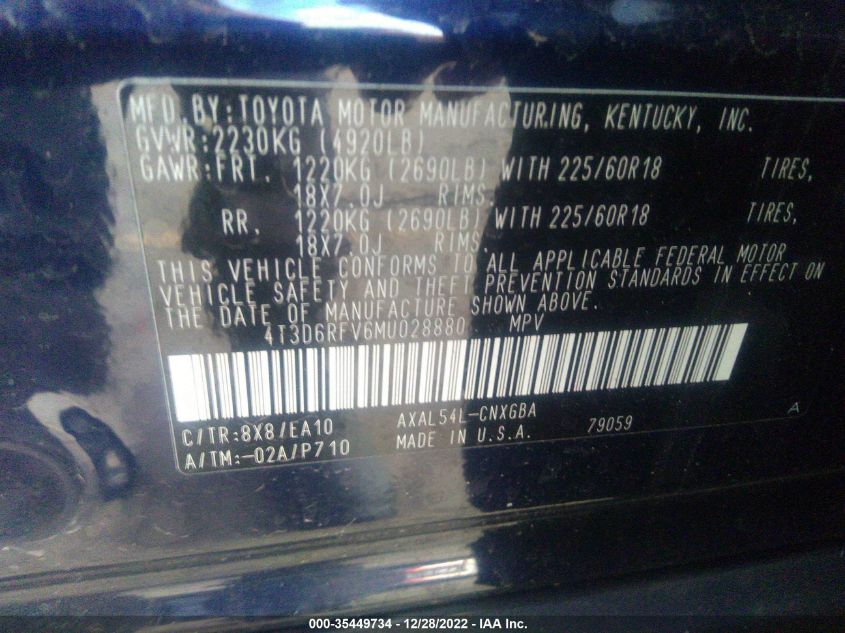 MFD.BY:TOYOTA MOTOR MANUFACTURING, KENTUCKY, INC.
GVWR:2230KG (4920LB)
GAWR:FRT. 1220KG (2690LB) WITH 225/60R18 TIRES,
18X7.0J RIMS,
RR. 1220KG (2690LB) WITH 225/60R18 TIRES,
18X7.0J RIMS,
THIS VEHICLE CONFORMS TO ALL APPLICABLE FEDERAL MOTOR
VEHICLE SAFETY AND THEFT PREVENTION STANDARDS IN EFFECT ON
THE DATE OF MANUFACTURE SHOWN ABOVE.
4T3D6RFV6MU028880 MPV
C/TR:8X8/EA10 AXAL54L-CNXGBA A
A/TM:-02A/P710 MADE IN U.S.A. 79059
000-35449734 - 12/28/2022 - IAA Inc.